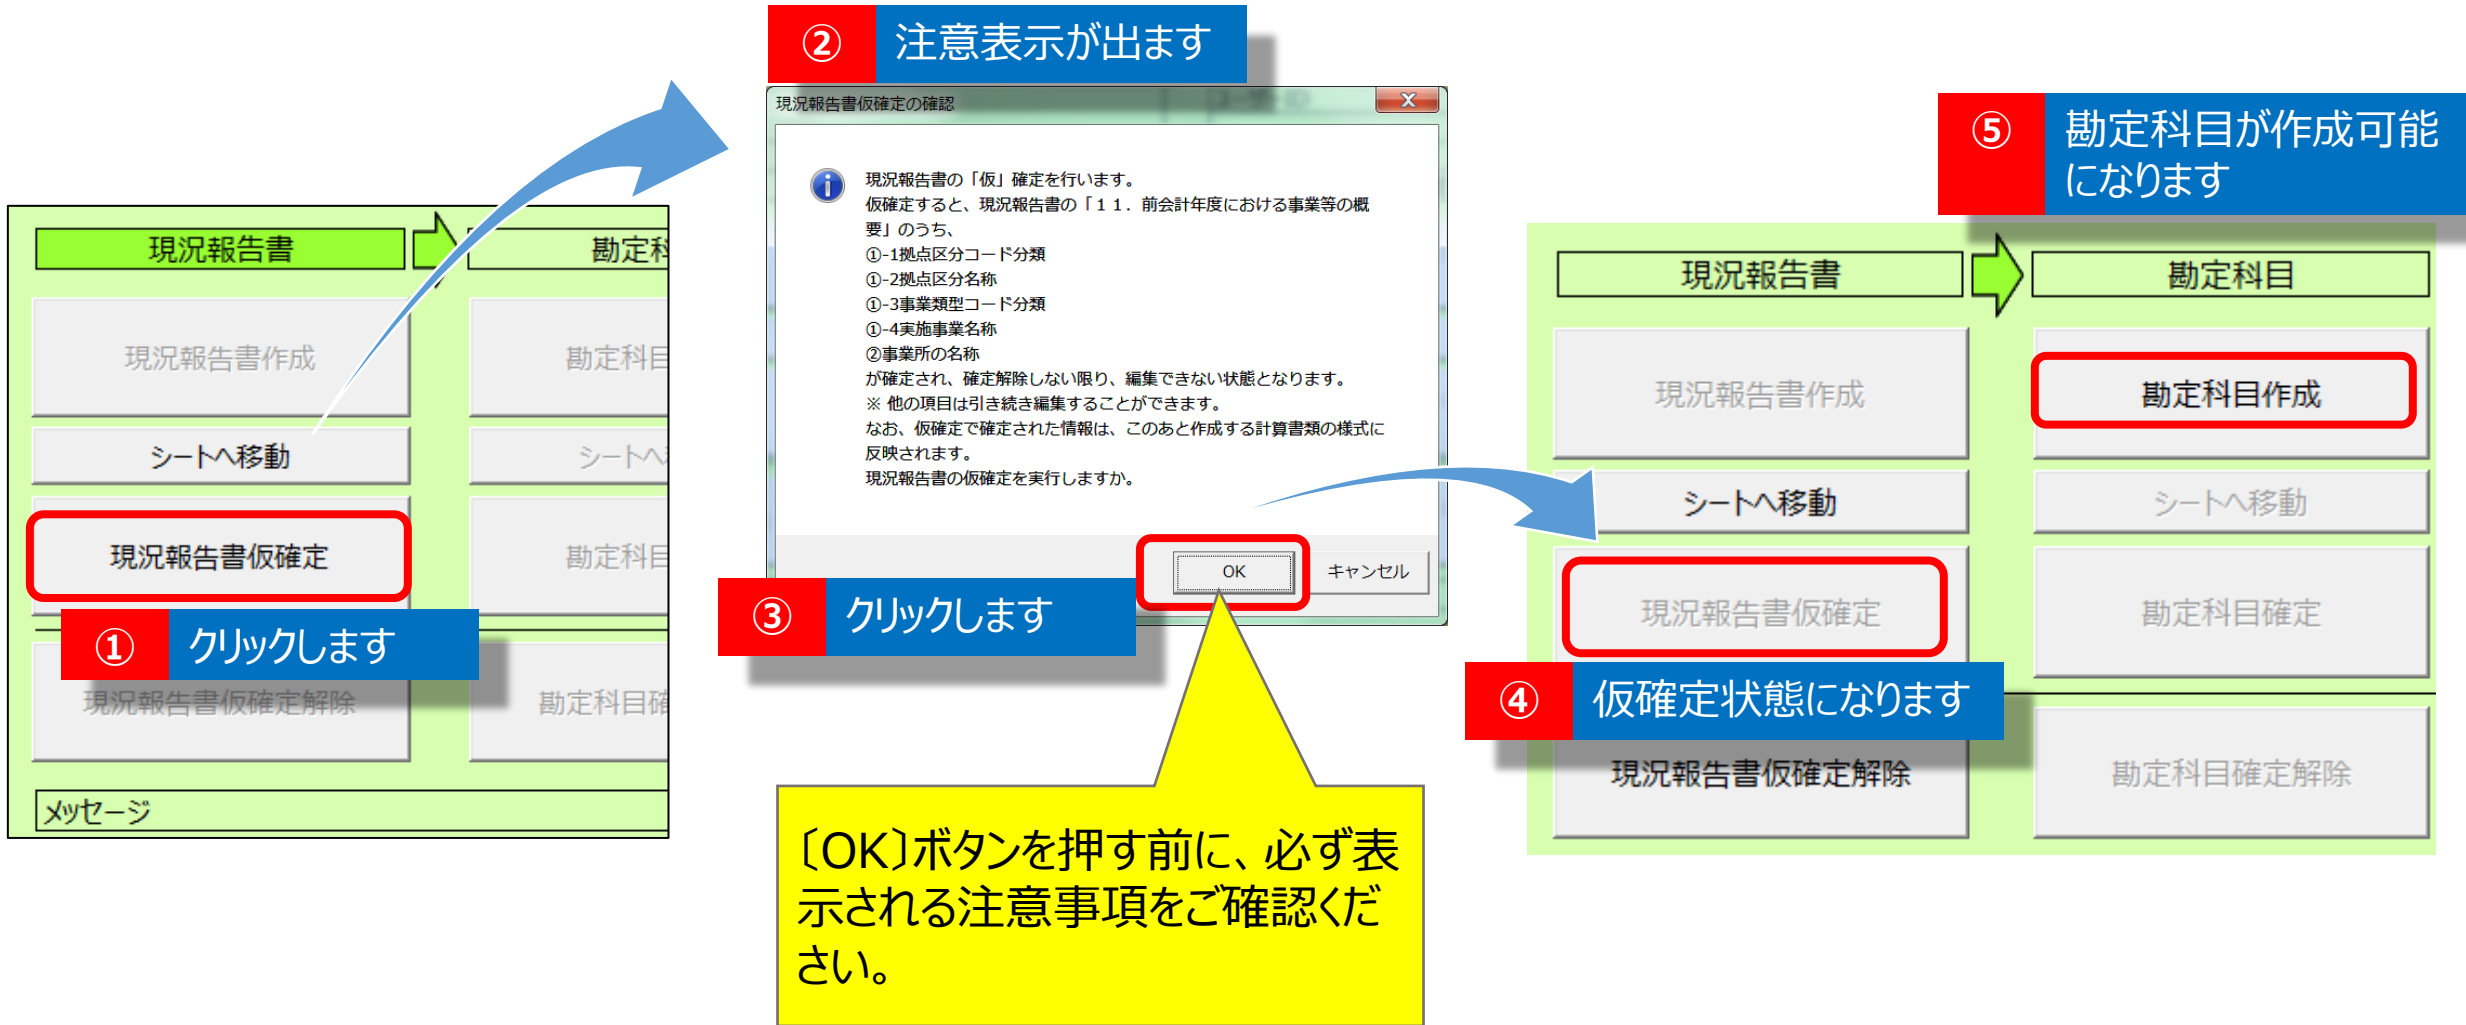 ② 注意表示が出ます
現況報告書仮確定の確認
現況報告書の「仮」確定を行います。
仮確定すると、現況報告書の「１１．前会計年度における事業等の概
要」のうち、
①-1拠点区分コード分類
①-2拠点区分名称
①-3事業類型コード分類
①-4実施事業名称
②事業所の名称
が確定され、確定解除しない限り、編集できない状態となります。
※ 他の項目は引き続き編集することができます。
なお、仮確定で確定された情報は、このあと作成する計算書類の様式に
反映されます。
現況報告書の仮確定を実行しますか。
OK
キャンセル
③ クリックします
〔OK〕ボタンを押す前に、必ず表
示される注意事項をご確認くだ
さい。
現況報告書
勘定科
現況報告書作成
勘定科目
シートへ移動
シートへ
現況報告書仮確定
勘定科目
① クリックします
現況報告書仮確定解除
勘定科目確
メッセージ
⑤ 勘定科目が作成可能
になります
現況報告書
勘定科目
現況報告書作成
勘定科目作成
シートへ移動
シートへ移動
現況報告書仮確定
勘定科目確定
④ 仮確定状態になります
現況報告書仮確定解除
勘定科目確定解除